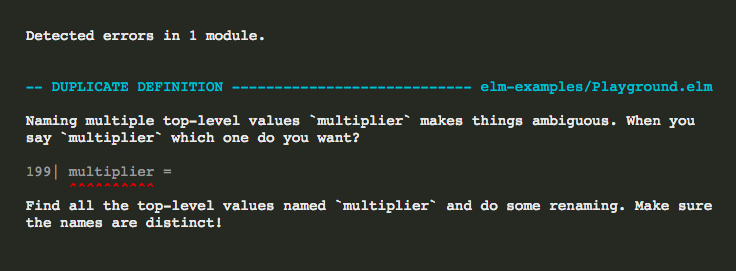 Detected errors in 1 module.
-- DUPLICATE DEFINITION ---------------------------- elm-examples/Playground.elm
Naming multiple top-level values `multiplier` makes things ambiguous. When you
say `multiplier` which one do you want?
199| multiplier =
^^^^^^^^^^
Find all the top-level values named `multiplier` and do some renaming. Make sure
the names are distinct!